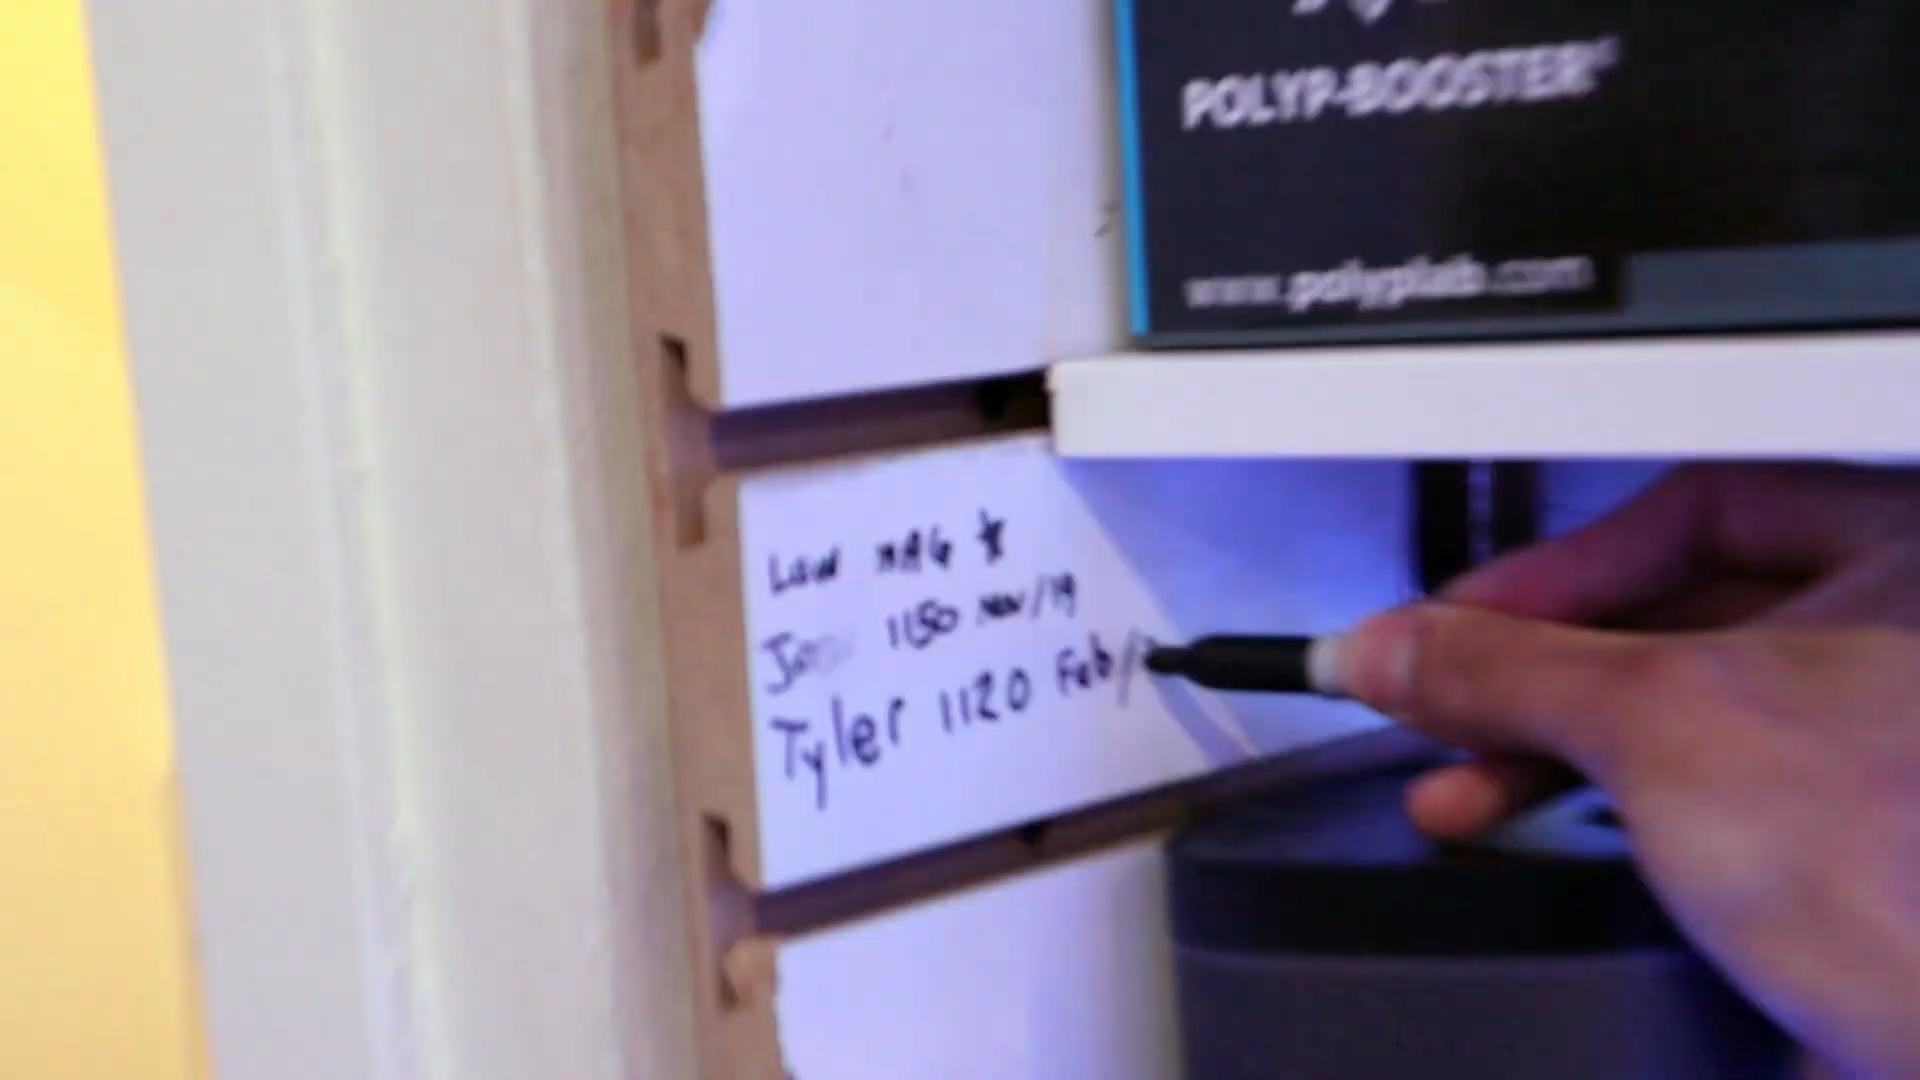 POLYP-BOOSTER
www.polyplab.com
Low MAG
1150 Nov/19
Tyler 1120 Feb/